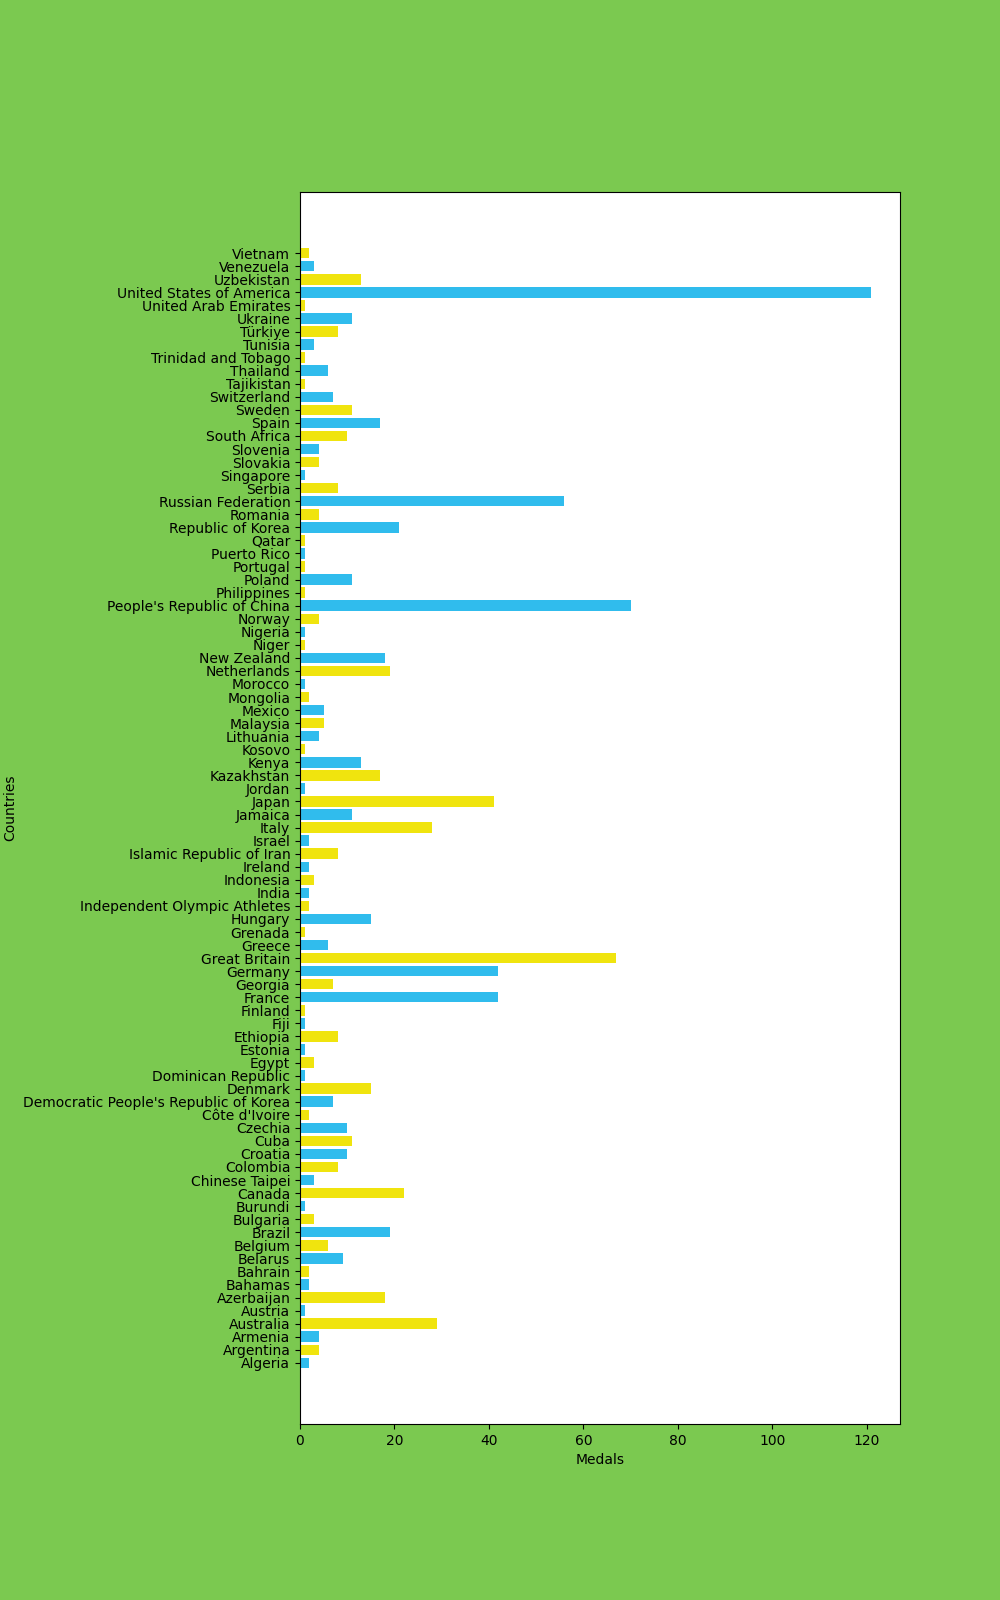 Vietnam
Venezuela
Uzbekistan
United States of America
United Arab Emirates
Ukraine
Türkiye
Tunisia
Trinidad and Tobago
Thailand
Tajikistan
Switzerland
Sweden
Spain
South Africa
Slovenia
Slovakia
Singapore
Serbia
Russian Federation
Romania
Republic of Korea
Qatar
Puerto Rico
Portugal
Poland
Philippines
People's Republic of China
Norway
Nigeria
Niger
New Zealand
Netherlands
Morocco
Mongolia
Mexico
Malaysia
Lithuania
Kosovo
Kenya
Kazakhstan
Jordan
Japan
Jamaica
Italy
Israel
Islamic Republic of Iran
Ireland
Indonesia
India
Independent Olympic Athletes
Hungary
Grenada
Greece
Great Britain
Germany
Georgia
France
Finland
Fiji
Ethiopia
Estonia
Egypt
Dominican Republic
Denmark
Democratic People's Republic of Korea
Côte d'Ivoire
Czechia
Cuba
Croatia
Colombia
Chinese Taipei
Canada
Burundi
Bulgaria
Brazil
Belgium
Belarus
Bahrain
Bahamas
Azerbaijan
Austria
Australia
Armenia
Argentina
Algeria
Countries
0 20 40 60 80 100 120
Medals